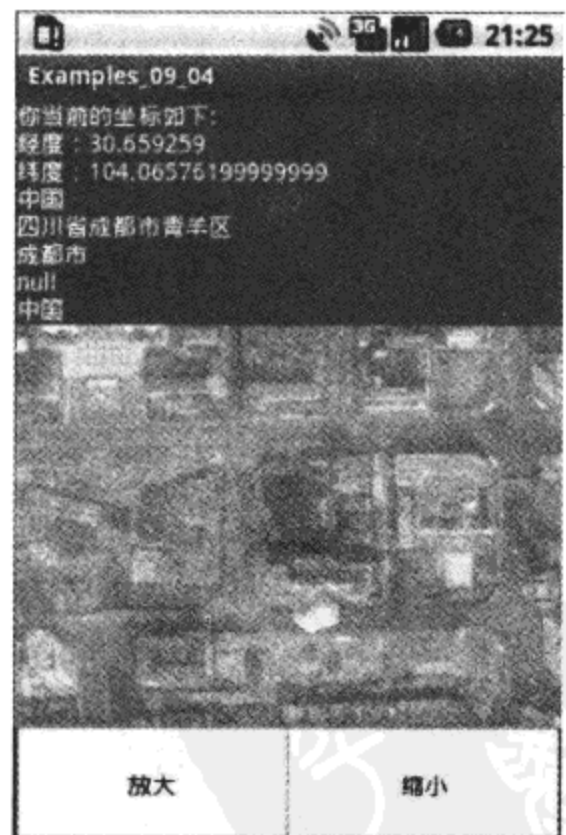 3G
21:25
Examples_09_04
你当前的坐标如下:
经度：30.659259
纬度：104.06576199999999
中国
四川省成都市青羊区
成都市
null
中国
放大
缩小